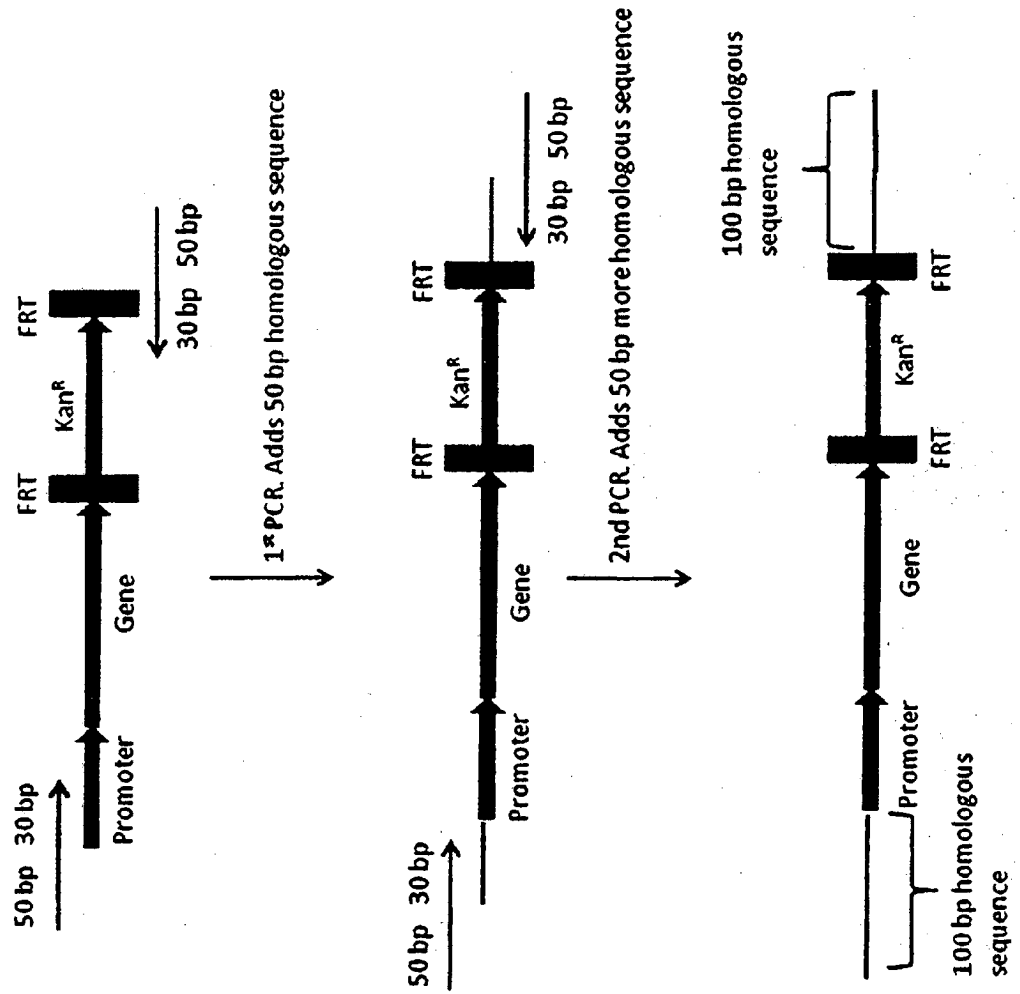 50 bp 30 bp
Promoter
Gene
FRT
Kan^R
FRT
30 bp 50 bp
1st PCR. Adds 50 bp homologous sequence
50 bp 30 bp
Promoter
Gene
FRT
Kan^R
FRT
30 bp 50 bp
2nd PCR. Adds 50 bp more homologous sequence
100 bp homologous
sequence
Promoter
Gene
FRT
Kan^R
FRT
100 bp homologous
sequence